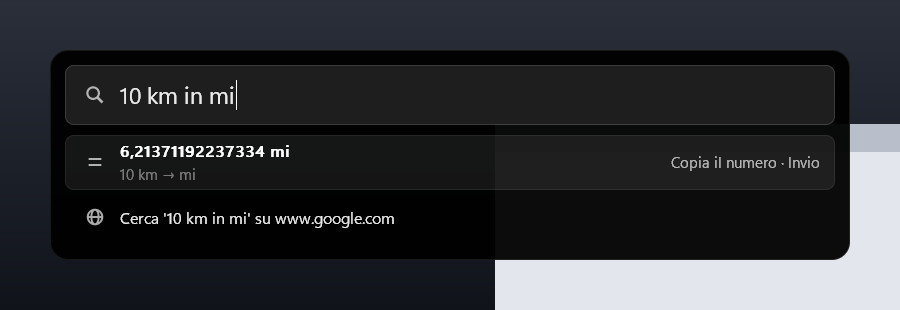 10 km in mi
6,21371192237334 mi
10 km → mi
Copia il numero · Invio
Cerca '10 km in mi' su www.google.com